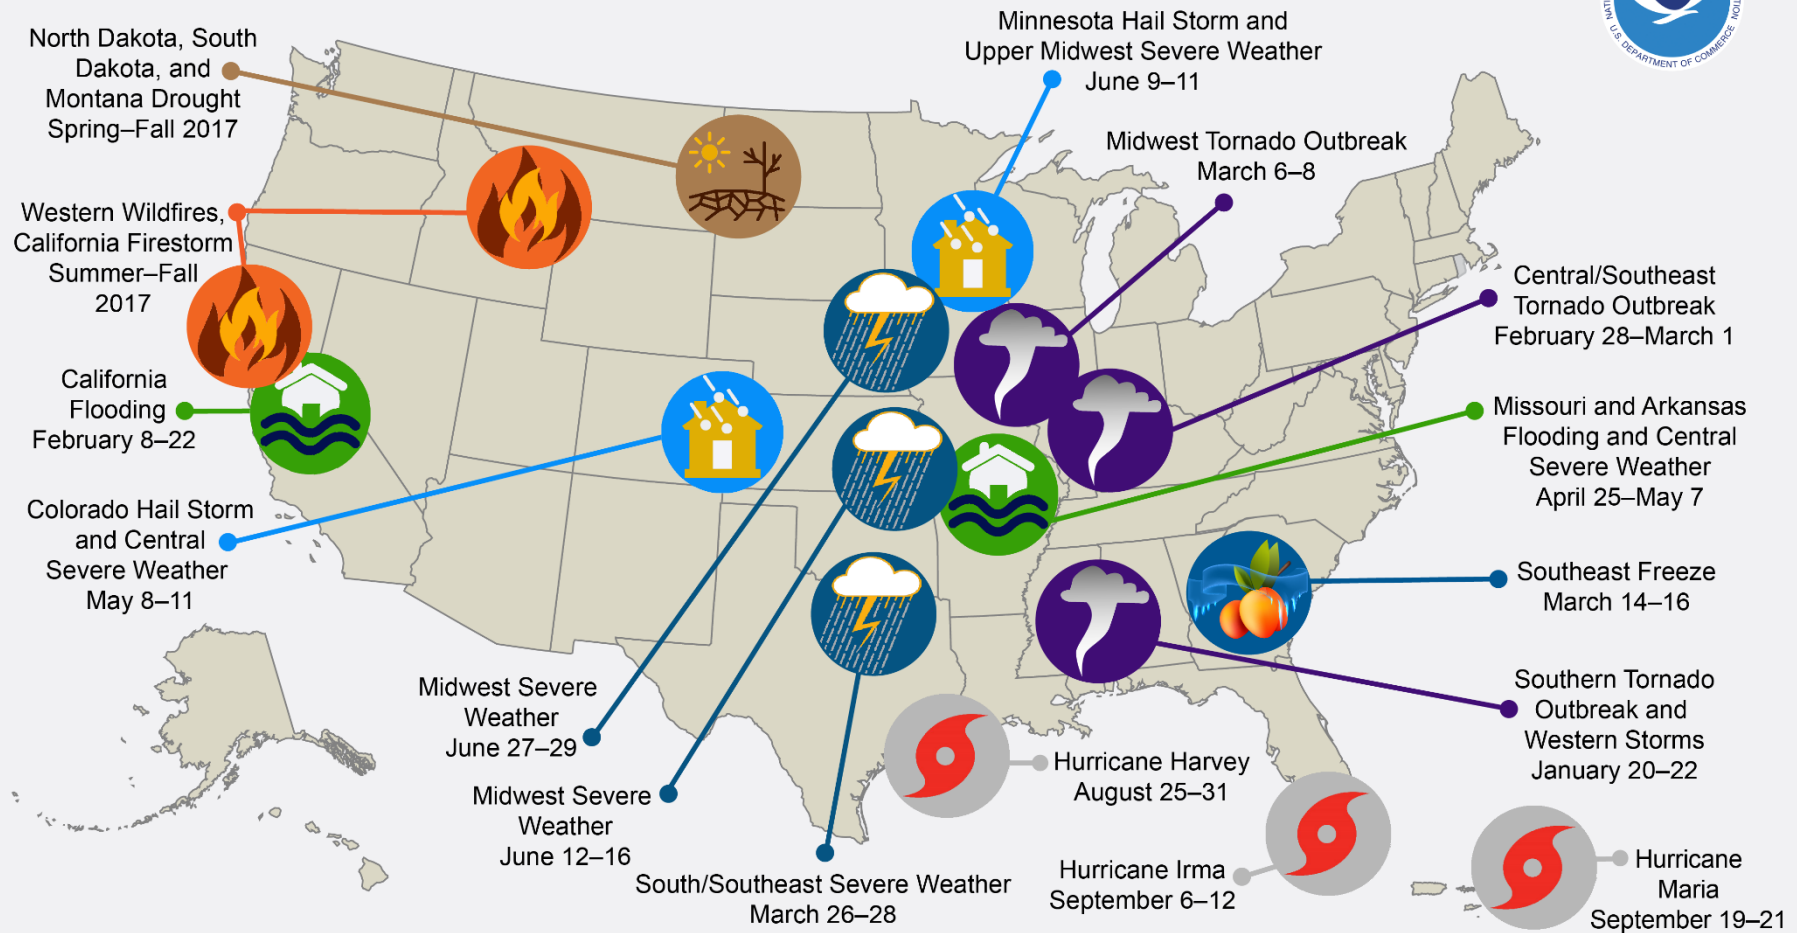 North Dakota, South
Dakota, and
Montana Drought
Spring–Fall 2017
Western Wildfires,
California Firestorm
Summer–Fall
2017
California
Flooding
February 8–22
Colorado Hail Storm
and Central
Severe Weather
May 8–11
Midwest Severe
Weather
June 27–29
Midwest Severe
Weather
June 12–16
South/Southeast Severe Weather
March 26–28
Minnesota Hail Storm and
Upper Midwest Severe Weather
June 9–11
Midwest Tornado Outbreak
March 6–8
Central/Southeast
Tornado Outbreak
February 28–March 1
Missouri and Arkansas
Flooding and Central
Severe Weather
April 25–May 7
Southeast Freeze
March 14–16
Southern Tornado
Outbreak and
Western Storms
January 20–22
Hurricane Harvey
August 25–31
Hurricane Irma
September 6–12
Hurricane
Maria
September 19–21
U.S. DEPARTMENT OF COMMERCE